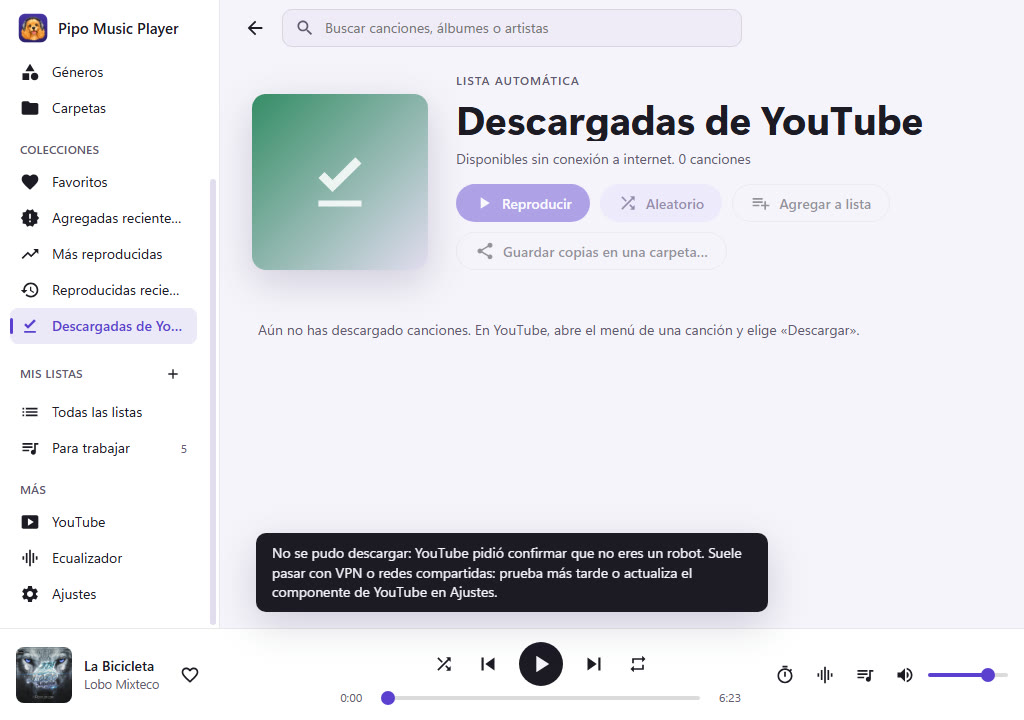 Pipo Music Player
Buscar canciones, álbumes o artistas
Géneros
Carpetas
COLECCIONES
Favoritos
Agregadas reciente...
Más reproducidas
Reproducidas recie...
Descargadas de Yo...
MIS LISTAS
Todas las listas
Para trabajar 5
MÁS
YouTube
Ecualizador
Ajustes
LISTA AUTOMÁTICA
Descargadas de YouTube
Disponibles sin conexión a internet. 0 canciones
Reproducir
Aleatorio
Agregar a lista
Guardar copias en una carpeta...
Aún no has descargado canciones. En YouTube, abre el menú de una canción y elige «Descargar».
No se pudo descargar: YouTube pidió confirmar que no eres un robot. Suele
pasar con VPN o redes compartidas: prueba más tarde o actualiza el
componente de YouTube en Ajustes.
La Bicicleta
Lobo Mixteco
0:00
6:23